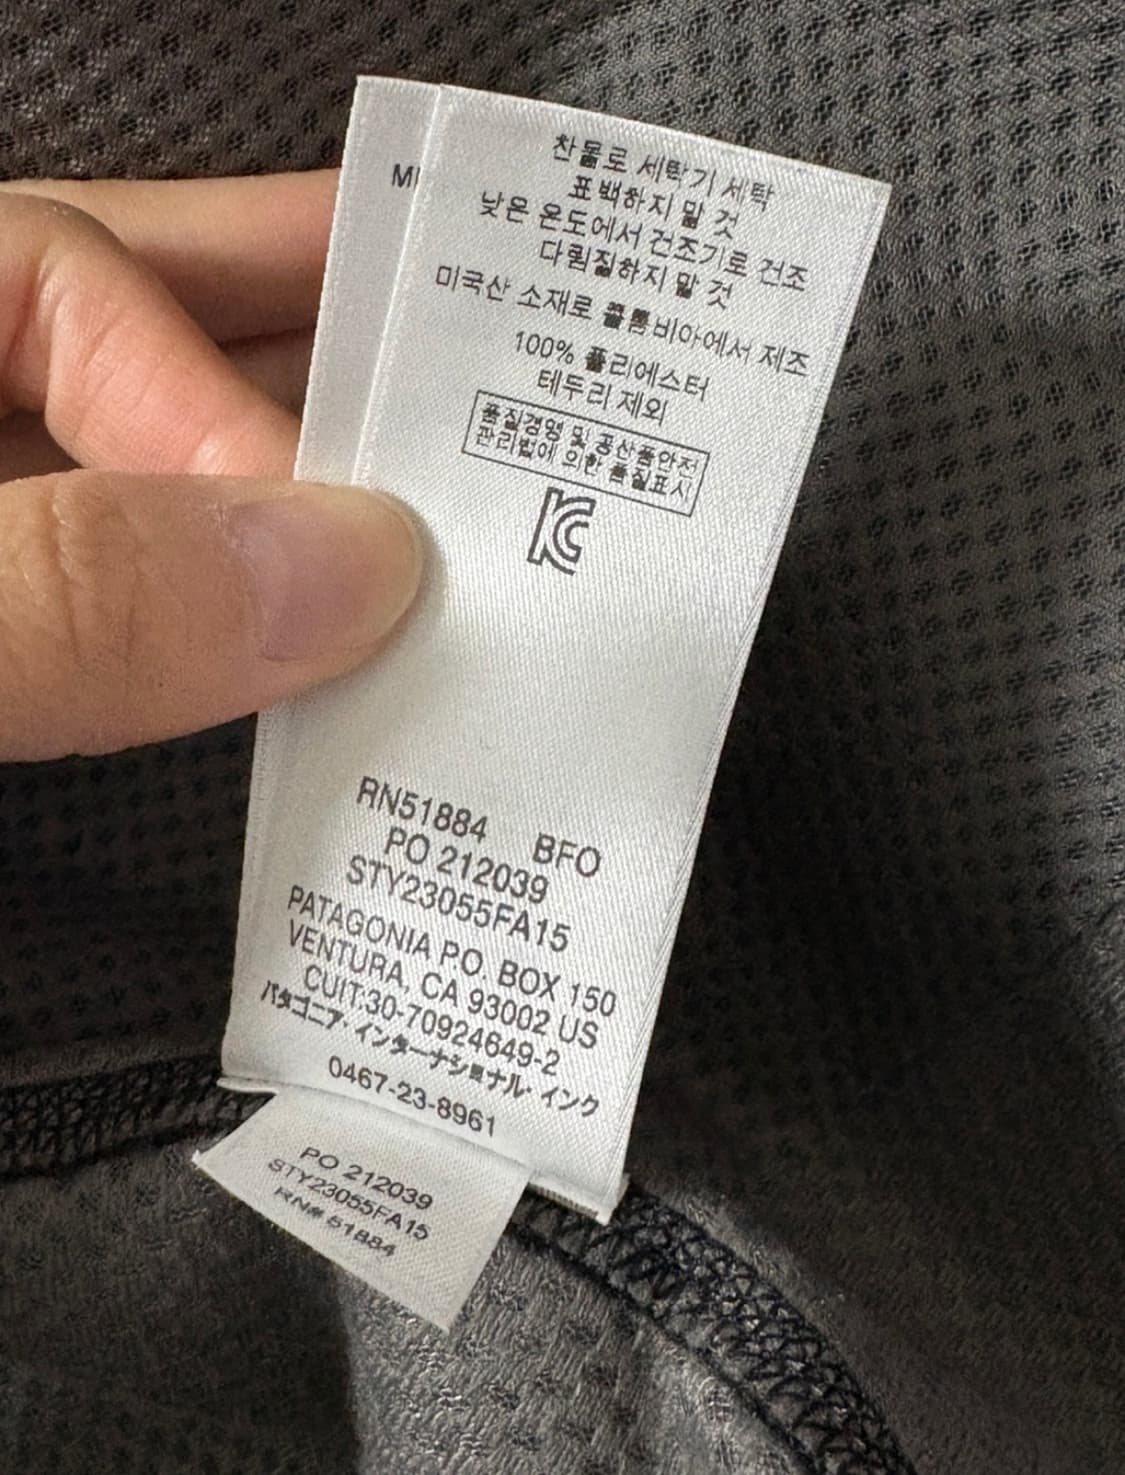 찬물로 세탁기 세탁
표백하지 말 것
낮은 온도에서 건조기로 건조
다림질하지 말 것
미국산 소재로 콜롬비아에서 제조
100% 폴리에스터
테두리 제외
품질경영 및 공산품안전
관리법에 의한 품질표시
KC
RN51884 BFO
PO 212039
STY23055FA15
PATAGONIA P.O. BOX 150
VENTURA, CA 93002 US
CUIT:30-70924649-2
パタゴニア・インターナショナル・インク
0467-23-8961
PO 212039
STY23055FA15
RN# 51884